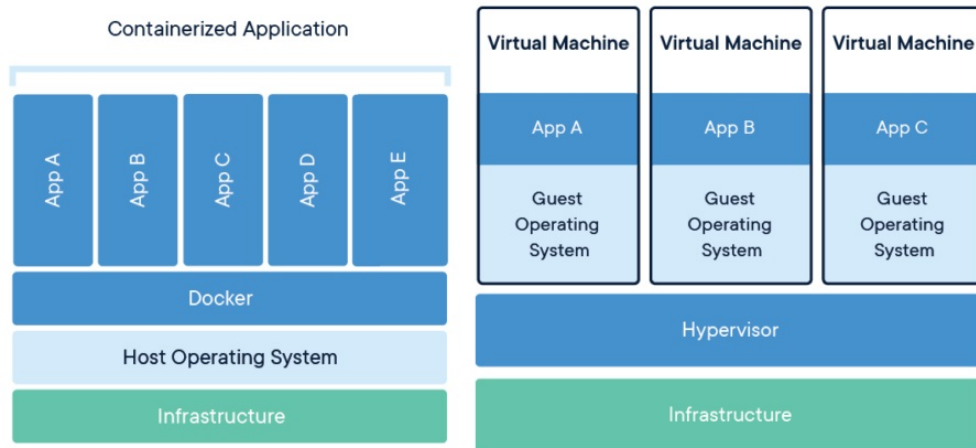 Containerized Application
App A
App B
App C
App D
App E
Docker
Host Operating System
Infrastructure
Virtual Machine
App A
Guest
Operating
System
Virtual Machine
App B
Guest
Operating
System
Virtual Machine
App C
Guest
Operating
System
Hypervisor
Infrastructure